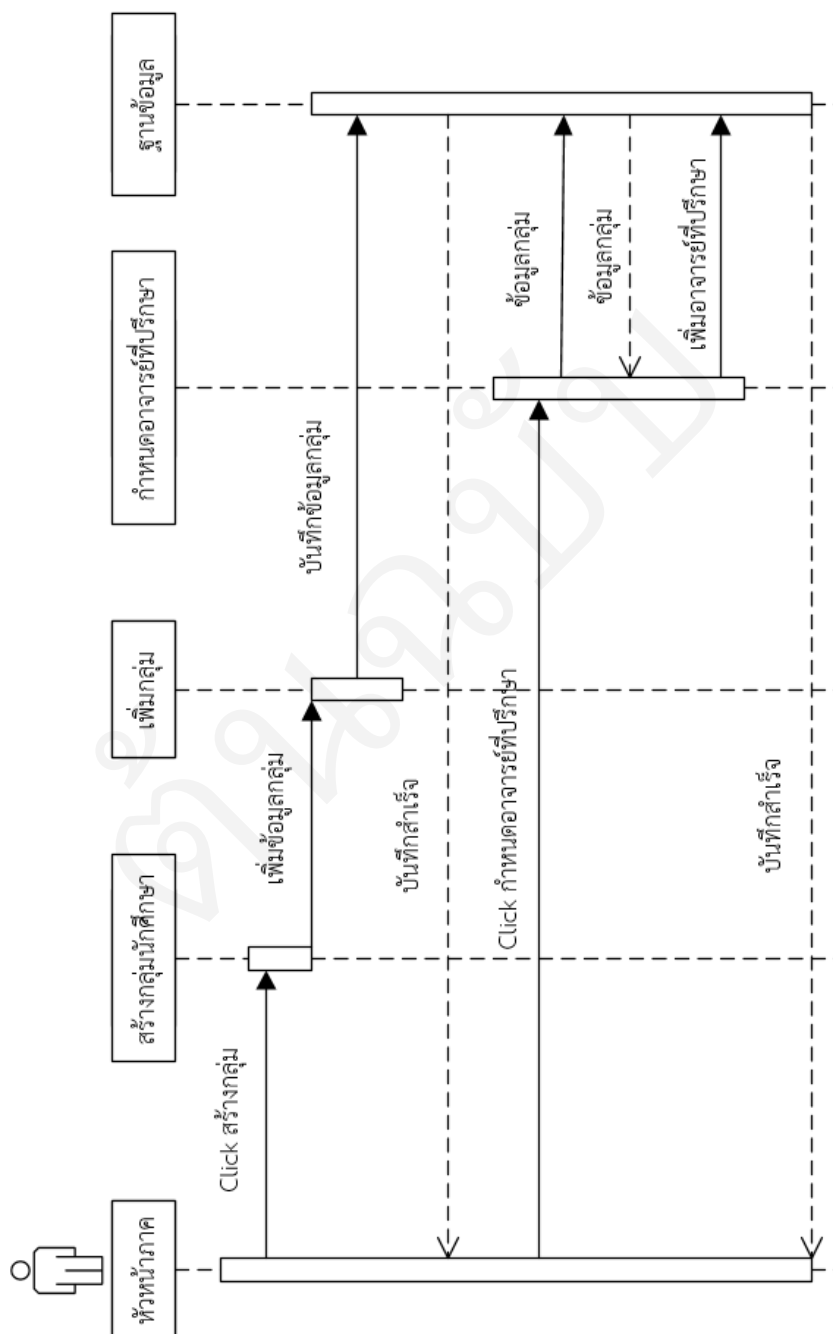 หัวหน้าภาค
สร้างกลุ่มนักศึกษา
เพิ่มกลุ่ม
กำหนดอาจารย์ที่ปรึกษา
ฐานข้อมูล
Click สร้างกลุ่ม
เพิ่มข้อมูลกลุ่ม
บันทึกข้อมูลกลุ่ม
บันทึกสำเร็จ
Click กำหนดอาจารย์ที่ปรึกษา
ข้อมูลกลุ่ม
ข้อมูลกลุ่ม
เพิ่มอาจารย์ที่ปรึกษา
บันทึกสำเร็จ
ต้นฉบับ